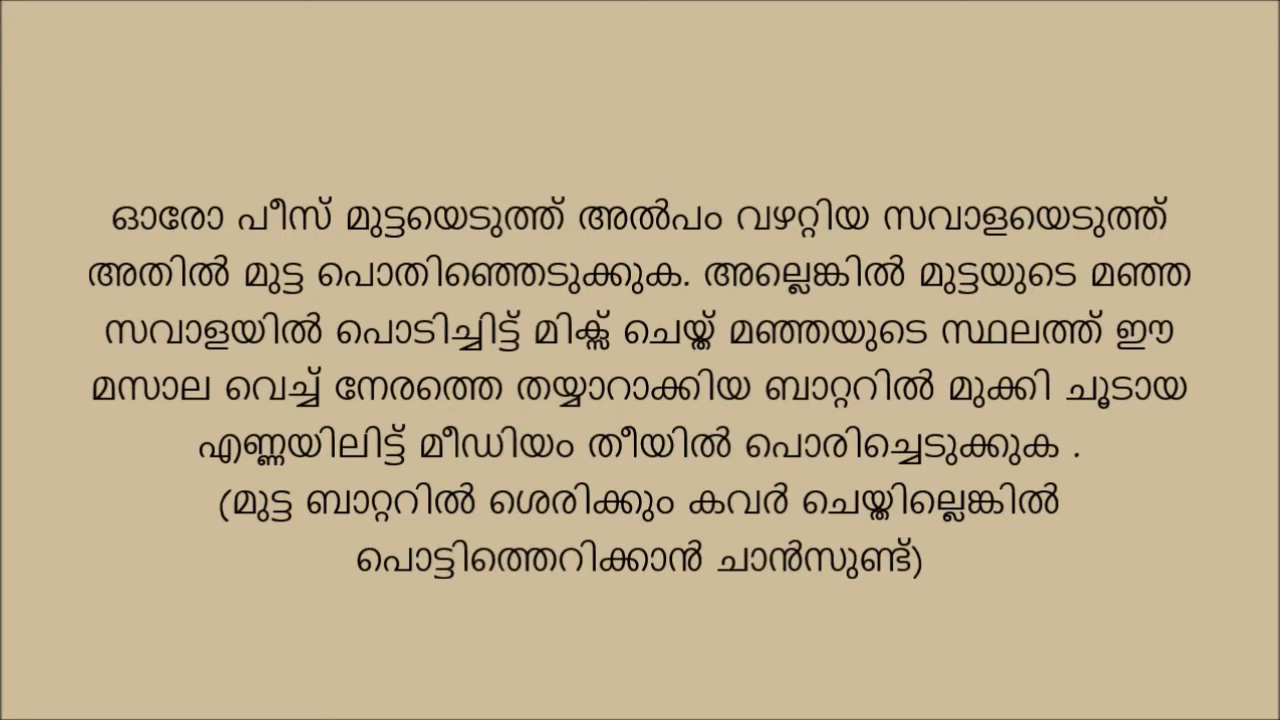 ഓരോ പീസ് മുട്ടയെടുത്ത് അൽപം വഴറ്റിയ സവാളയെടുത്ത്
അതിൽ മുട്ട പൊതിഞ്ഞെടുക്കുക. അല്ലെങ്കിൽ മുട്ടയുടെ മഞ്ഞ
സവാളയിൽ പൊടിച്ചിട്ട് മിക്സ് ചെയ്ത് മഞ്ഞയുടെ സ്ഥലത്ത് ഈ
മസാല വെച്ച് നേരത്തെ തയ്യാറാക്കിയ ബാറ്ററിൽ മുക്കി ചൂടായ
എണ്ണയിലിട്ട് മീഡിയം തീയിൽ പൊരിച്ചെടുക്കുക .
(മുട്ട ബാറ്ററിൽ ശെരിക്കും കവർ ചെയ്തില്ലെങ്കിൽ
പൊട്ടിത്തെറിക്കാൻ ചാൻസുണ്ട്)